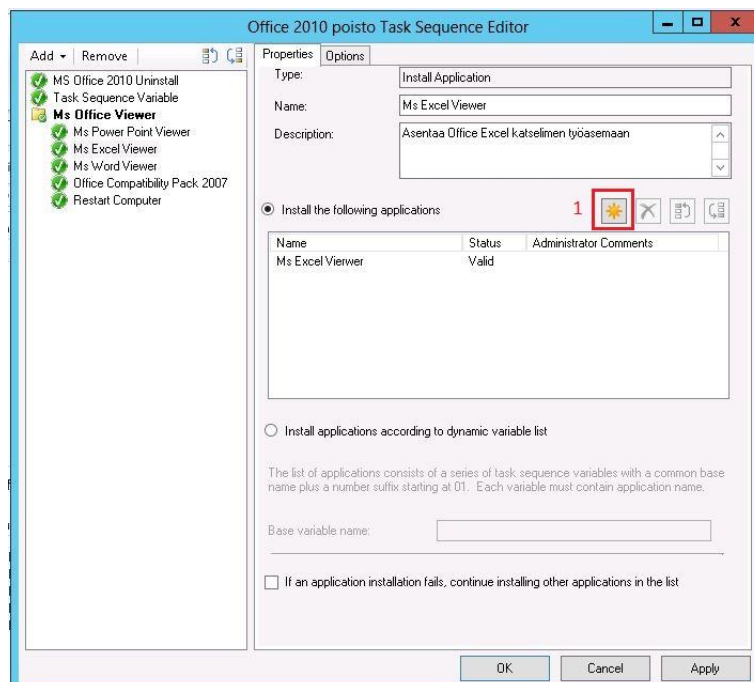 Office 2010 poisto Task Sequence Editor
Add
Remove
MS Office 2010 Uninstall
Task Sequence Variable
Ms Office Viewer
Ms Power Point Viewer
Ms Excel Viewer
Ms Word Viewer
Office Compatibility Pack 2007
Restart Computer
Properties Options
Type: Install Application
Name: Ms Excel Viewer
Description: Asentaa Office Excel katselimen työasemaan
Install the following applications 1
Name Status Administrator Comments
Ms Excel Vierwer Valid
Install applications according to dynamic variable list
The list of applications consists of a series of task sequence variables with a common base
name plus a number suffix starting at 01. Each variable must contain application name.
Base variable name:
If an application installation fails, continue installing other applications in the list
OK Cancel Apply